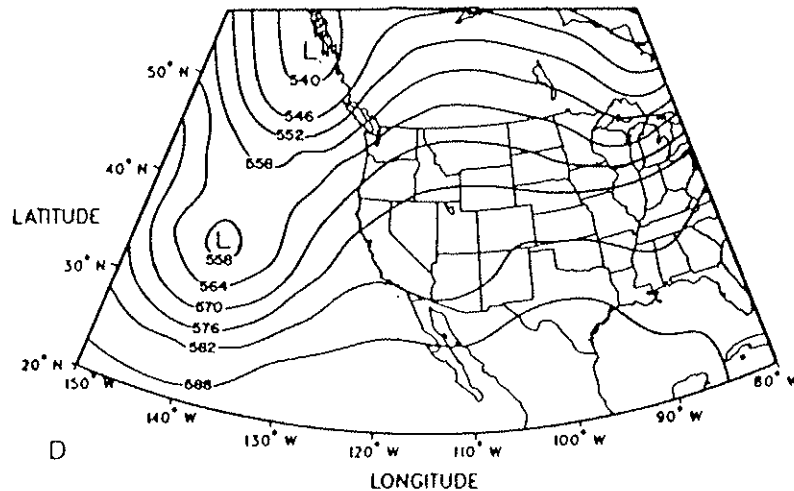 L
50° N
540
546
552
558
40° N
LATITUDE
L
558
30° N
564
570
576
582
20° N
588
150° W
80° W
140° W
90° W
130° W
120° W
110° W
100° W
D
LONGITUDE